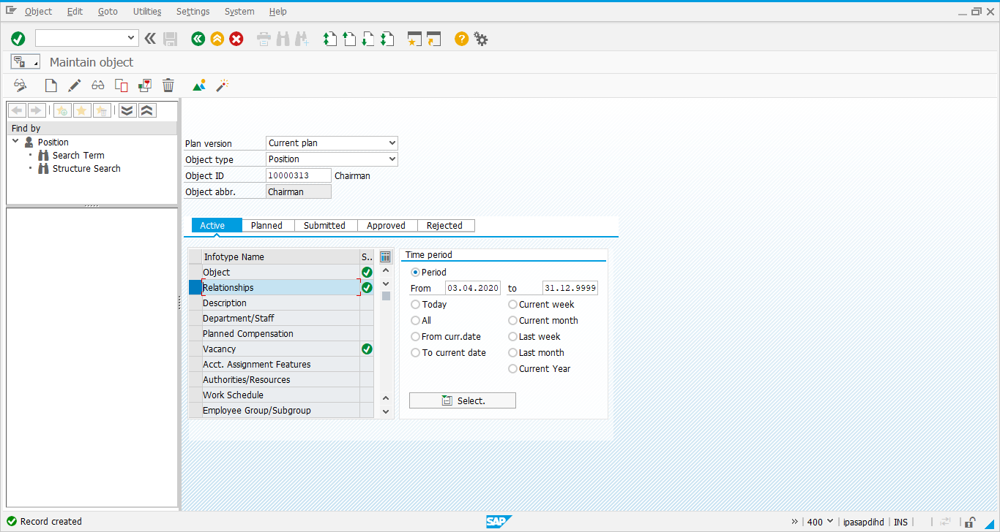 Object Edit Goto Utilities Settings System Help
Maintain object
Find by
Position
Search Term
Structure Search
Plan version Current plan
Object type Position
Object ID 10000313 Chairman
Object abbr. Chairman
Active Planned Submitted Approved Rejected
Infotype Name S..
Object
Relationships
Description
Department/Staff
Planned Compensation
Vacancy
Acct. Assignment Features
Authorities/Resources
Work Schedule
Employee Group/Subgroup
Time period
Period
From 03.04.2020 to 31.12.9999
Today Current week
All Current month
From curr.date Last week
To current date Last month
Current Year
Select.
Record created SAP 400 ipasapdihd INS